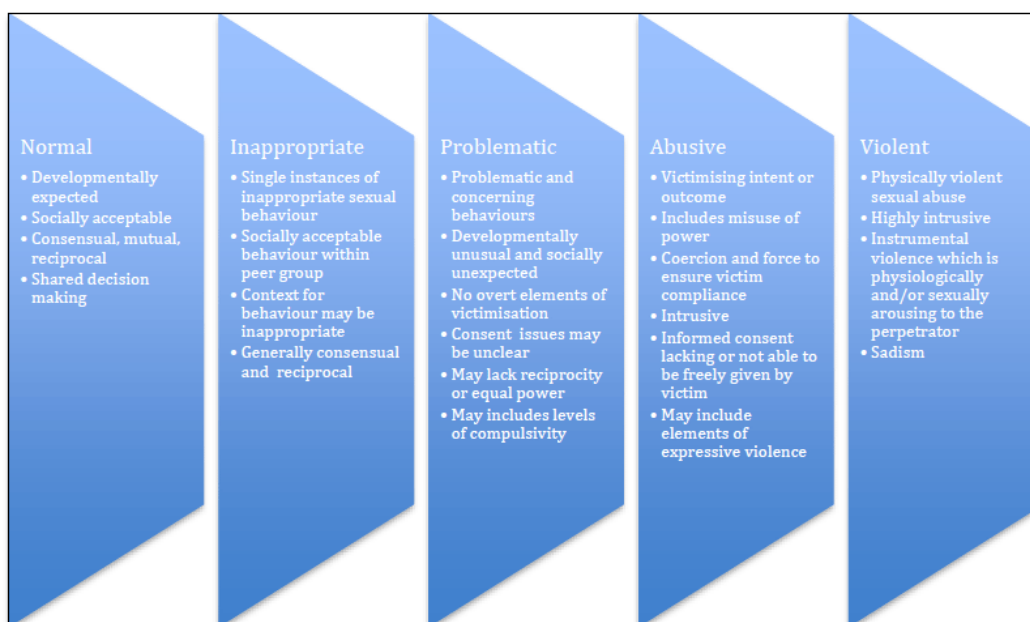 Normal
• Developmentally
expected
• Socially acceptable
• Consensual, mutual,
reciprocal
• Shared decision
making
Inappropriate
• Single instances of
inappropriate sexual
behaviour
• Socially acceptable
behaviour within
peer group
• Context for
behaviour may be
inappropriate
• Generally consensual
and reciprocal
Problematic
• Problematic and
concerning
behaviours
• Developmentally
unusual and socially
unexpected
• No overt elements of
victimisation
• Consent issues may
be unclear
• May lack reciprocity
or equal power
• May includes levels
of compulsivity
Abusive
• Victimising intent or
outcome
• Includes misuse of
power
• Coercion and force to
ensure victim
compliance
• Intrusive
• Informed consent
lacking or not able to
be freely given by
victim
• May include
elements of
expressive violence
Violent
• Physically violent
sexual abuse
• Highly intrusive
• Instrumental
violence which is
physiologically
and/or sexually
arousing to the
perpetrator
• Sadism